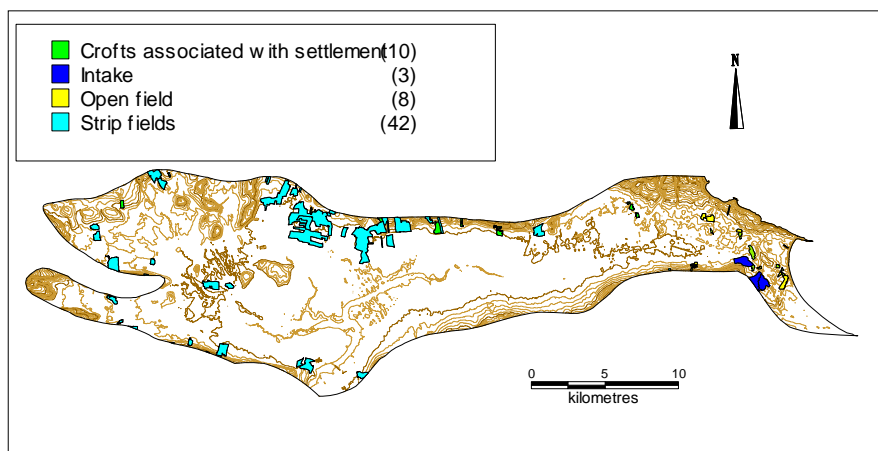 Crofts associated with settlement (10)
Intake (3)
Open field (8)
Strip fields (42)
N
0 5 10
kilometres